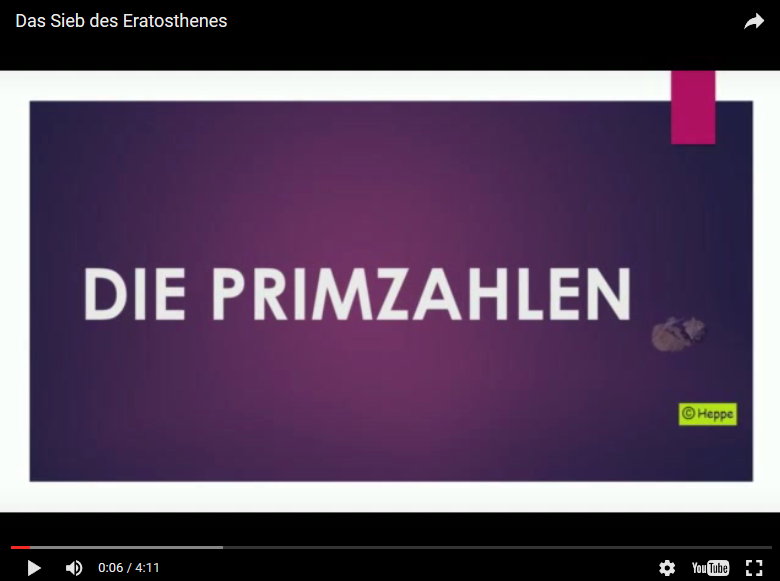 Das Sieb des Eratosthenes
DIE PRIMZAHLEN
© Heppe
0:06 / 4:11
YouTube